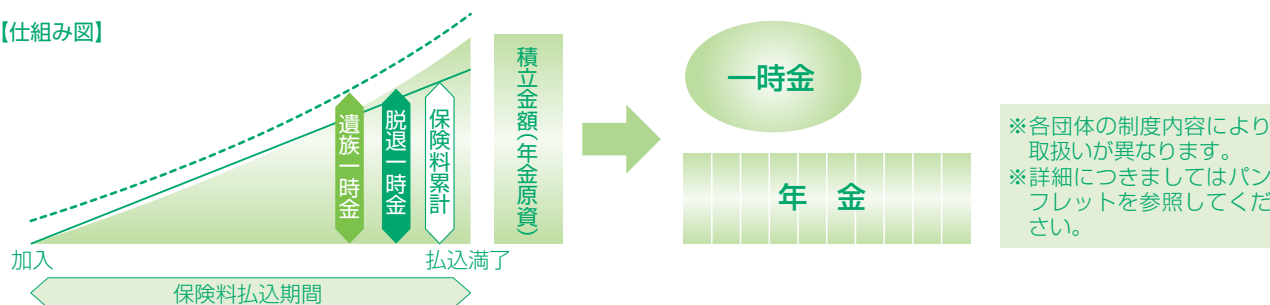 【仕組み図】
遺族一時金
脱退一時金
保険料累計
積立金額(年金原資)
加入
払込満了
保険料払込期間
一時金
年 金
※各団体の制度内容により
取扱いが異なります。
※詳細につきましてはパン
フレットを参照してくだ
さい。